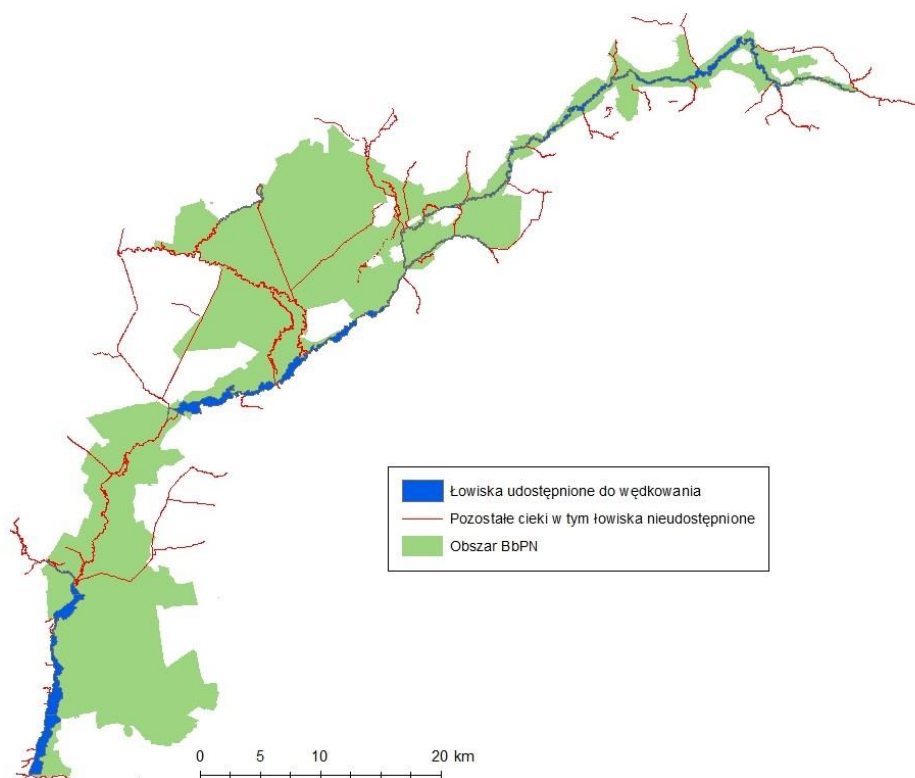 Łowiska udostępnione do wędkowania
Pozostałe cieki w tym łowiska nieudostępnione
Obszar BbPN
0 5 10 20 km